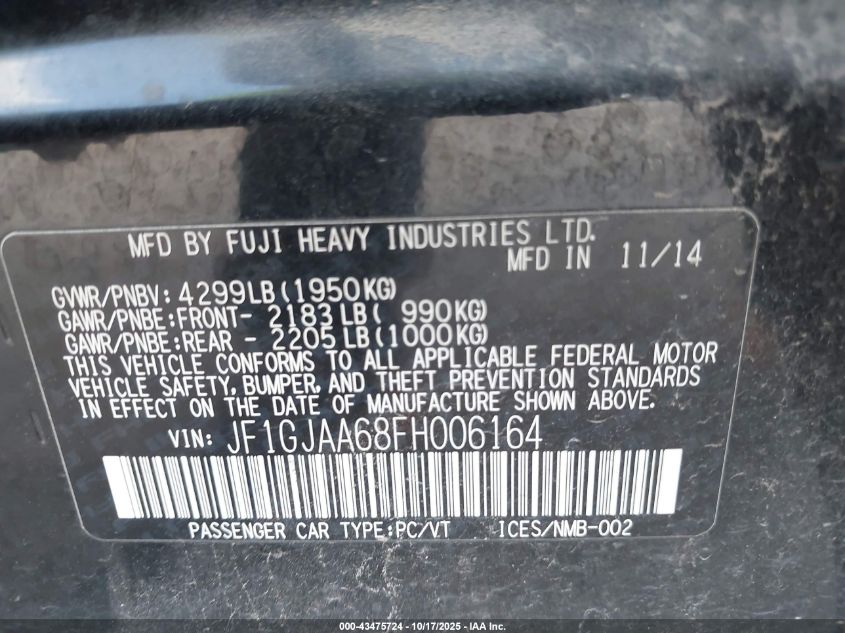 MFD BY FUJI HEAVY INDUSTRIES LTD.
MFD IN 11/14
GVWR/PNBV: 4299LB(1950KG)
GAWR/PNBE:FRONT- 2183LB( 990KG)
GAWR/PNBE:REAR - 2205LB(1000KG)
THIS VEHICLE CONFORMS TO ALL APPLICABLE FEDERAL MOTOR
VEHICLE SAFETY, BUMPER, AND THEFT PREVENTION STANDARDS
IN EFFECT ON THE DATE OF MANUFACTURE SHOWN ABOVE.
VIN: JF1GJAA68FH006164
PASSENGER CAR TYPE:PC/VT ICES/NMB-002
000-43475724 - 10/17/2025 - IAA Inc.